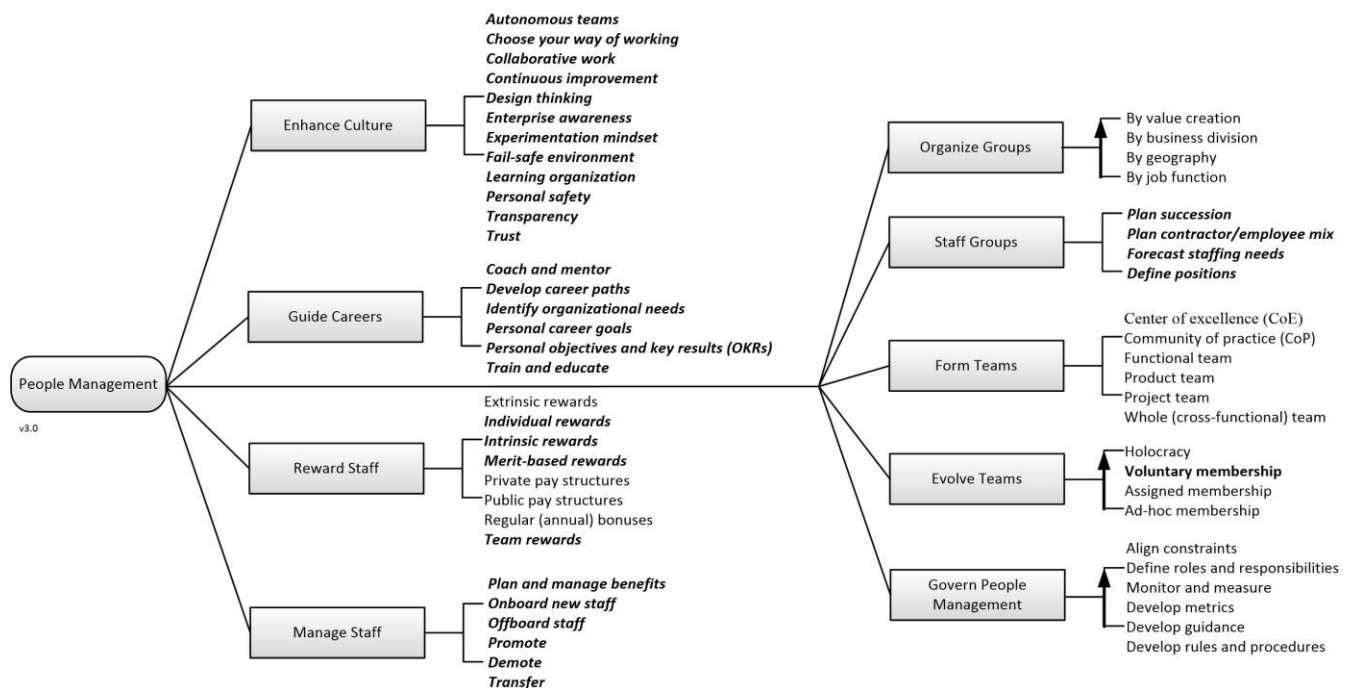 People Management
v3.0
Enhance Culture
Autonomous teams
Choose your way of working
Collaborative work
Continuous improvement
Design thinking
Enterprise awareness
Experimentation mindset
Fail-safe environment
Learning organization
Personal safety
Transparency
Trust
Guide Careers
Coach and mentor
Develop career paths
Identify organizational needs
Personal career goals
Personal objectives and key results (OKRs)
Train and educate
Reward Staff
Extrinsic rewards
Individual rewards
Intrinsic rewards
Merit-based rewards
Private pay structures
Public pay structures
Regular (annual) bonuses
Team rewards
Manage Staff
Plan and manage benefits
Onboard new staff
Offboard staff
Promote
Demote
Transfer
Organize Groups
By value creation
By business division
By geography
By job function
Staff Groups
Plan succession
Plan contractor/employee mix
Forecast staffing needs
Define positions
Form Teams
Center of excellence (CoE)
Community of practice (CoP)
Functional team
Product team
Project team
Whole (cross-functional) team
Evolve Teams
Holocracy
Voluntary membership
Assigned membership
Ad-hoc membership
Govern People
Management
Align constraints
Define roles and responsibilities
Monitor and measure
Develop metrics
Develop guidance
Develop rules and procedures